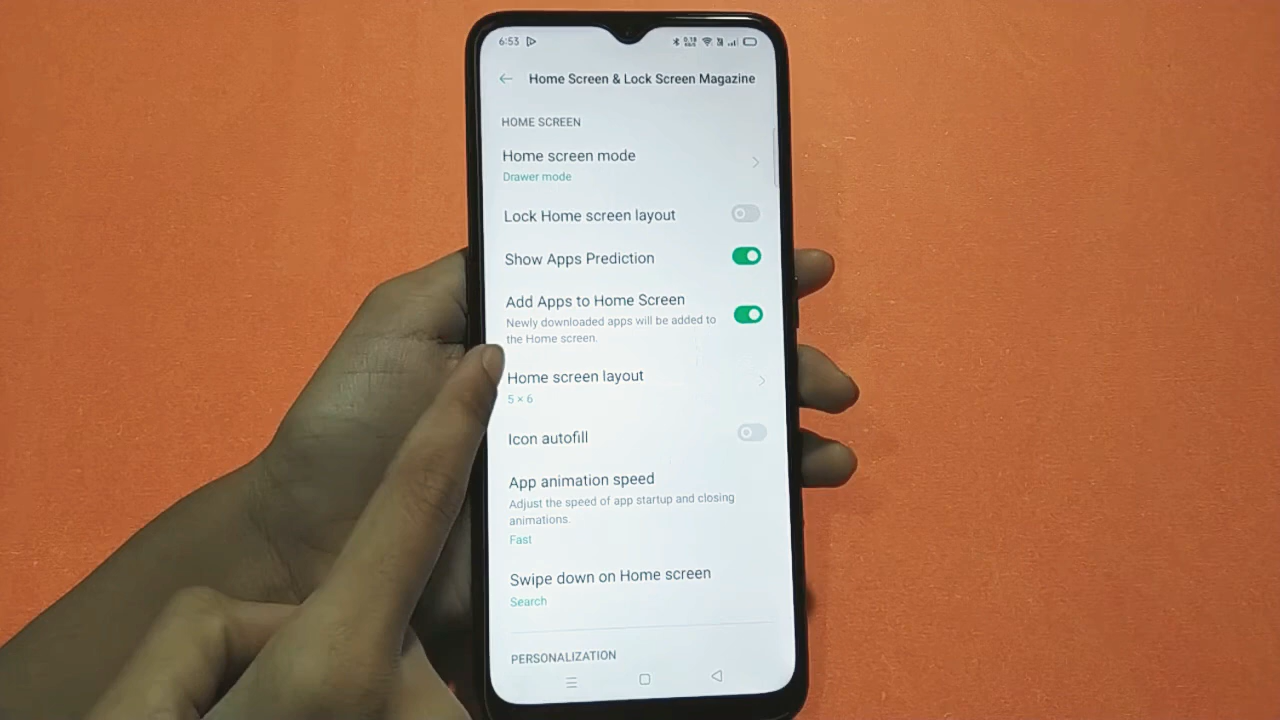 6:53
Home Screen & Lock Screen Magazine
HOME SCREEN
Home screen mode
Drawer mode
Lock Home screen layout
Show Apps Prediction
Add Apps to Home Screen
Newly downloaded apps will be added to
the Home screen.
Home screen layout
5 × 6
Icon autofill
App animation speed
Adjust the speed of app startup and closing
animations.
Fast
Swipe down on Home screen
Search
PERSONALIZATION